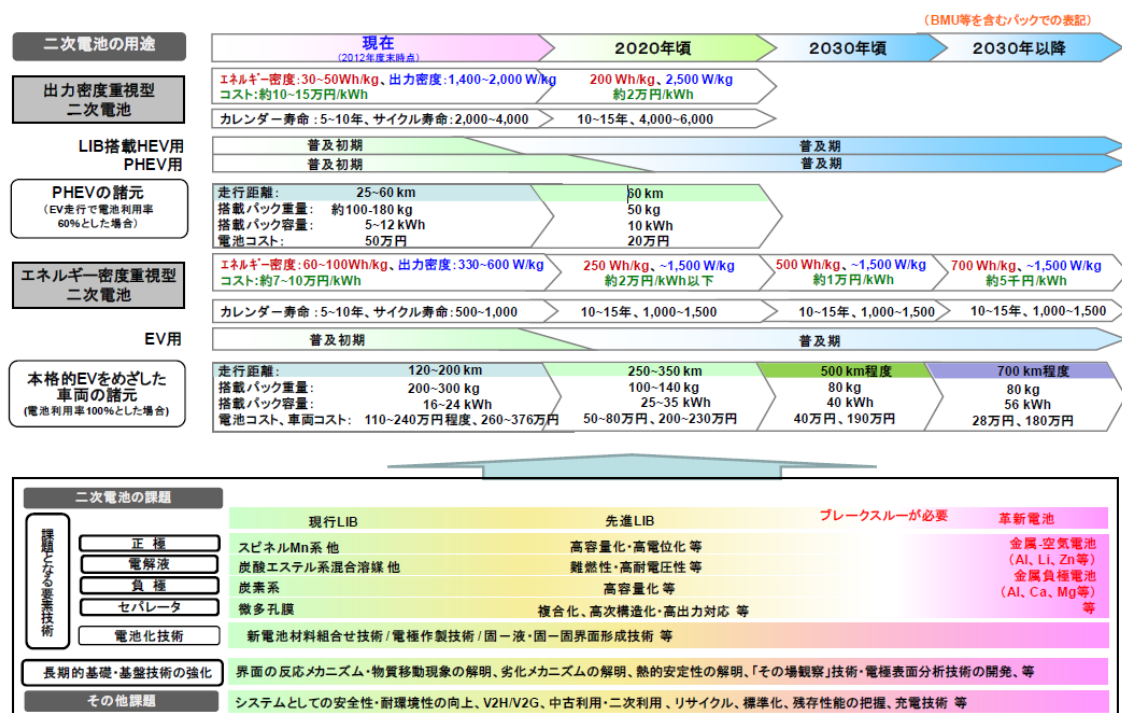 (BMU等を含むパックでの表記)
二次電池の用途
現在
(2012年度末時点)
2020年頃
2030年頃
2030年以降
出力密度重視型
二次電池
エネルギー密度:30~50Wh/kg、出力密度:1,400~2,000 W/kg
コスト:約10~15万円/kWh
200 Wh/kg、2,500 W/kg
約2万円/kWh
カレンダー寿命:5~10年、サイクル寿命:2,000~4,000
10~15年、4,000~6,000
LIB搭載HEV用
普及初期
普及期
PHEV用
普及初期
普及期
PHEVの諸元
(EV走行で電池利用率
60%とした場合)
走行距離: 25~60 km
搭載パック重量: 約100-180 kg
搭載パック容量: 5~12 kWh
電池コスト: 50万円
60 km
50 kg
10 kWh
20万円
エネルギー密度重視型
二次電池
エネルギー密度:60~100Wh/kg、出力密度:330~600 W/kg
コスト:約7~10万円/kWh
250 Wh/kg、~1,500 W/kg
約2万円/kWh以下
500 Wh/kg、~1,500 W/kg
約1万円/kWh
700 Wh/kg、~1,500 W/kg
約5千円/kWh
カレンダー寿命:5~10年、サイクル寿命:500~1,000
10~15年、1,000~1,500
10~15年、1,000~1,500
10~15年、1,000~1,500
EV用
普及初期
普及期
本格的EVをめざした
車両の諸元
(電池利用率100%とした場合)
走行距離: 120~200 km
搭載パック重量: 200~300 kg
搭載パック容量: 16~24 kWh
電池コスト、車両コスト: 110~240万円程度、260~376万円
250~350 km
100~140 kg
25~35 kWh
50~80万円、200~230万円
500 km程度
80 kg
40 kWh
40万円、190万円
700 km程度
80 kg
56 kWh
28万円、180万円
二次電池の課題
現行LIB
先進LIB
ブレークスルーが必要
革新電池
課題となる要素技術
正極
スピネルMn系 他
高容量化・高電位化 等
電解液
炭酸エステル系混合溶媒 他
難燃性・高耐電圧性 等
負極
炭素系
高容量化 等
セパレータ
微多孔膜
複合化、高次構造化・高出力対応 等
金属-空気電池
(Al、Li、Zn等)
金属負極電池
(Al、Ca、Mg等)
等
電池化技術
新電池材料組合せ技術/電極作製技術/固ー液・固ー固界面形成技術 等
長期的基礎・基盤技術の強化
界面の反応メカニズム・物質移動現象の解明、劣化メカニズムの解明、熱的安定性の解明、「その場観察」技術・電極表面分析技術の開発、等
その他課題
システムとしての安全性・耐環境性の向上、V2H/V2G、中古利用・二次利用、リサイクル、標準化、残存性能の把握、充電技術 等